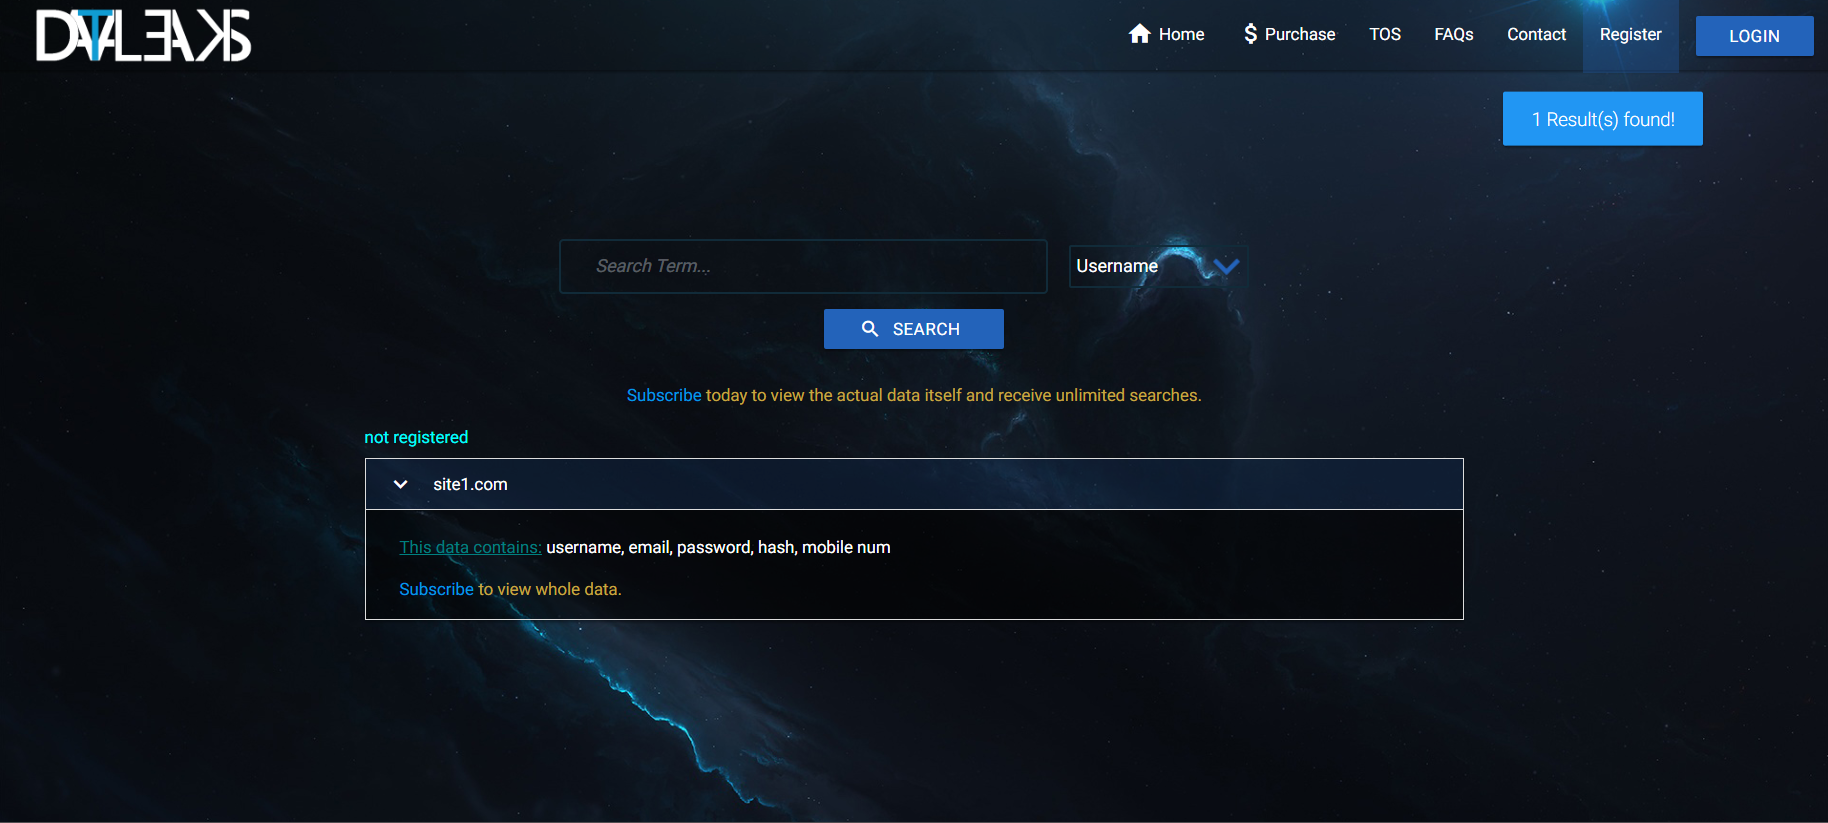 DATALEAKS
Home Purchase TOS FAQs Contact Register LOGIN
1 Result(s) found!
Search Term... Username
SEARCH
Subscribe today to view the actual data itself and receive unlimited searches.
not registered
site1.com
This data contains: username, email, password, hash, mobile num
Subscribe to view whole data.